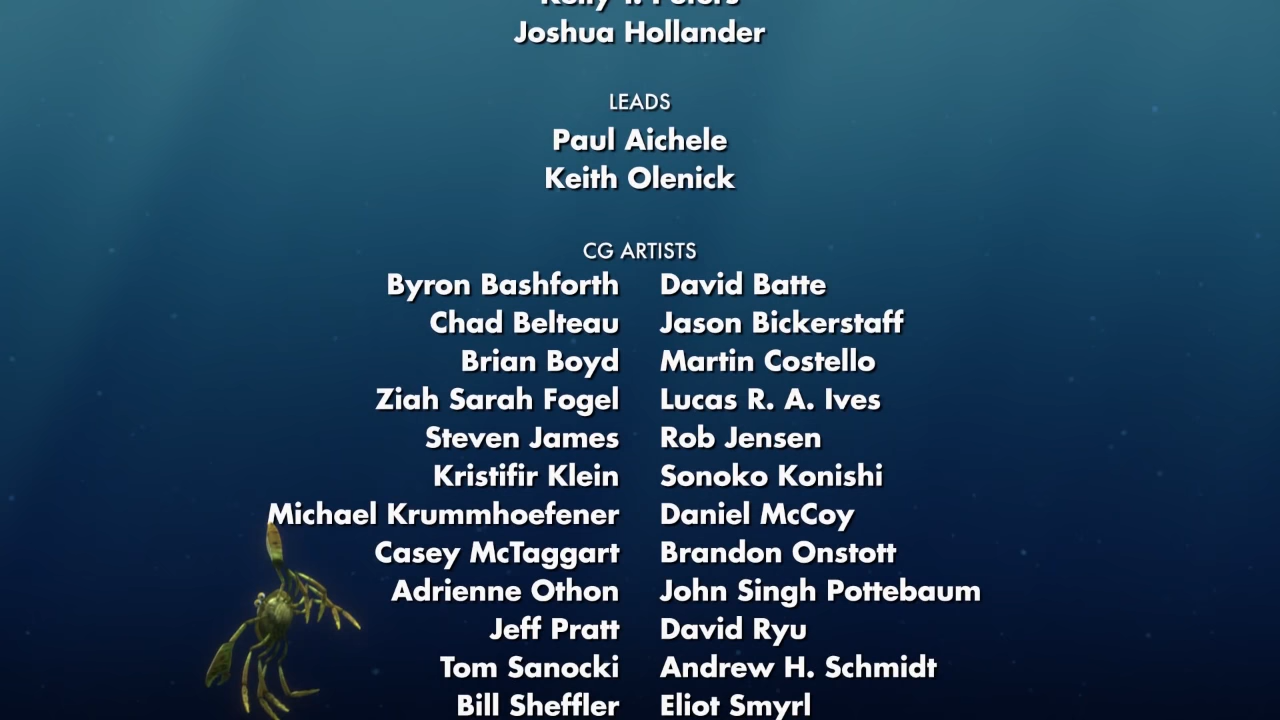 Joshua Hollander
LEADS
Paul Aichele
Keith Olenick
CG ARTISTS
Byron Bashforth David Batte
Chad Belteau Jason Bickerstaff
Brian Boyd Martin Costello
Ziah Sarah Fogel Lucas R. A. Ives
Steven James Rob Jensen
Kristifir Klein Sonoko Konishi
Michael Krummhoefener Daniel McCoy
Casey McTaggart Brandon Onstott
Adrienne Othon John Singh Pottebaum
Jeff Pratt David Ryu
Tom Sanocki Andrew H. Schmidt
Bill Sheffler Eliot Smyrl